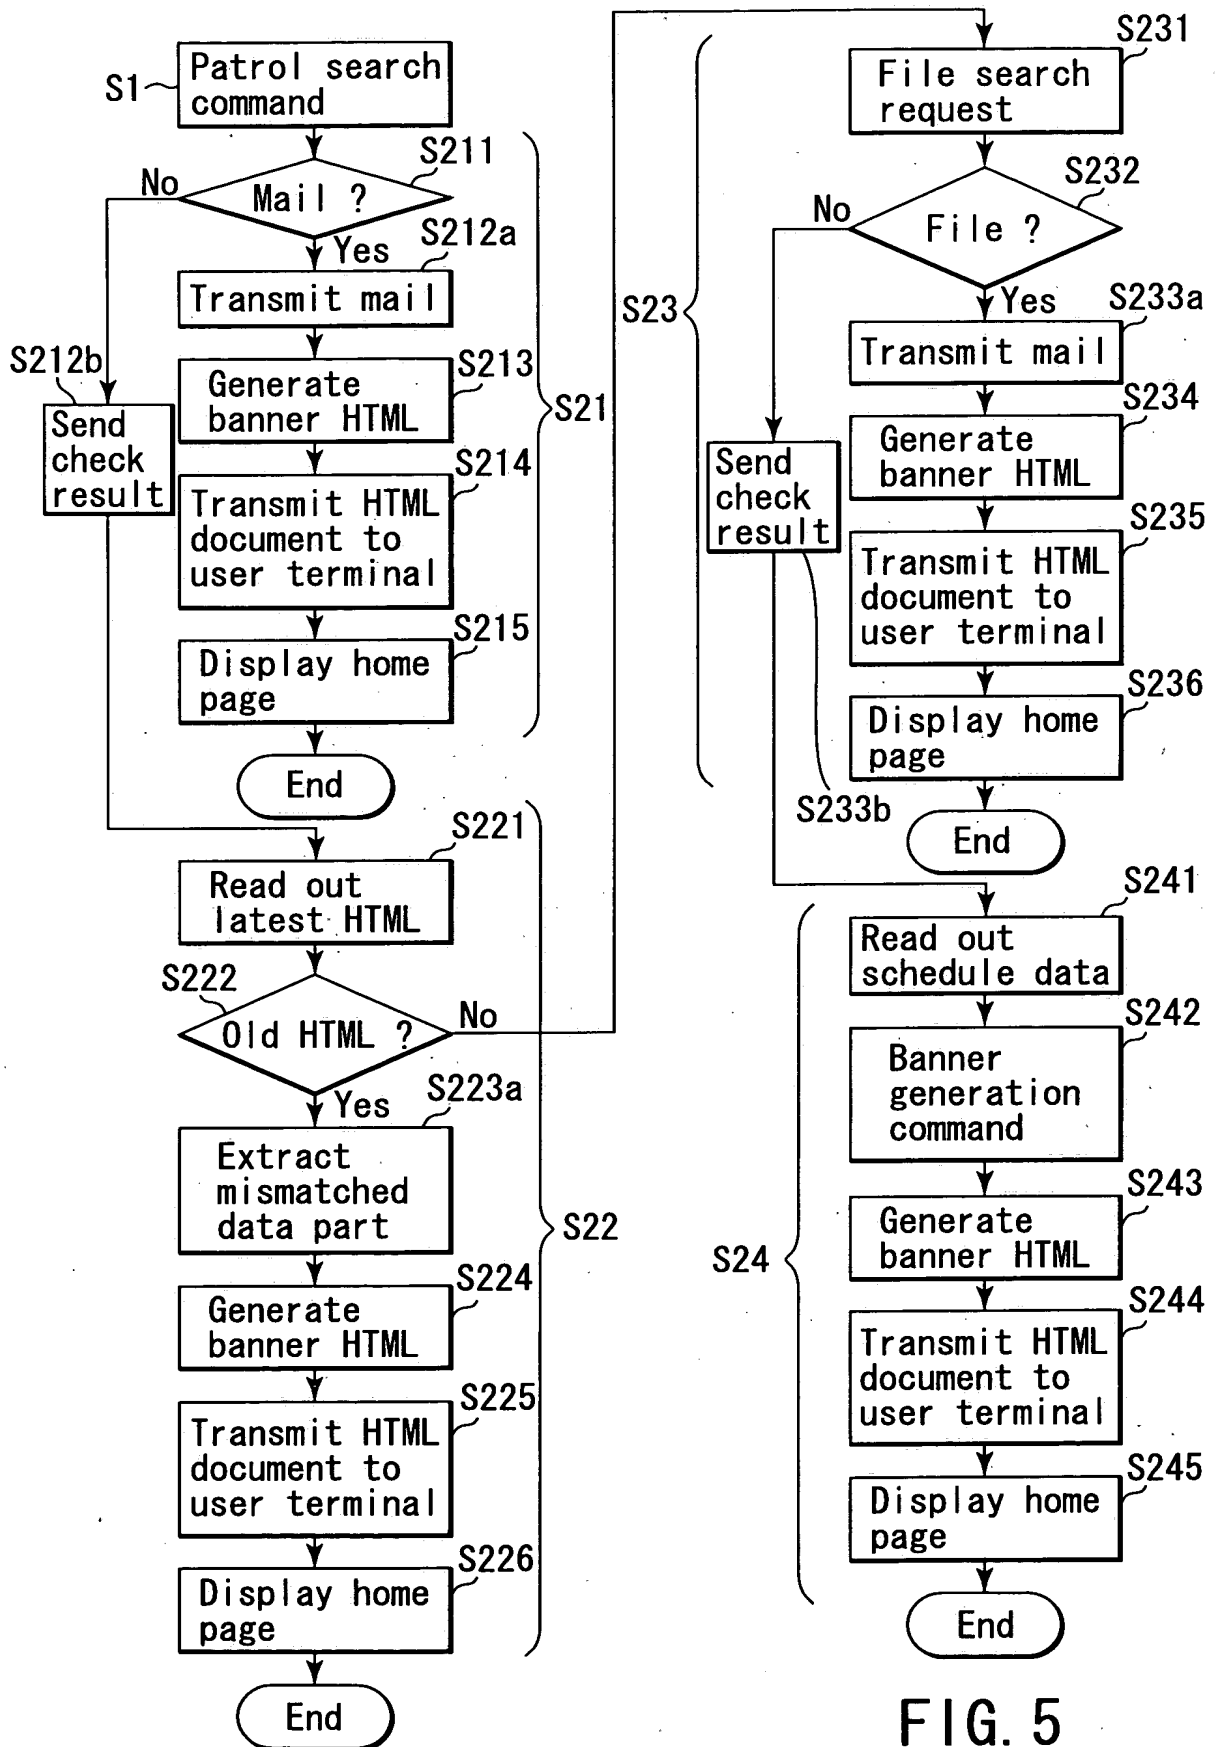 S1
Patrol search
command
S211
Mail ?
No
Yes
S212a
Transmit mail
S212b
Send
check
result
S213
Generate
banner HTML
S214
Transmit HTML
document to
user terminal
S215
Display home
page
End
S21
S221
Read out
latest HTML
S222
Old HTML ?
No
Yes
S223a
Extract
mismatched
data part
S224
Generate
banner HTML
S225
Transmit HTML
document to
user terminal
S226
Display home
page
End
S22
S231
File search
request
S232
File ?
No
Yes
S233a
Transmit mail
S23
Send
check
result
S233b
S234
Generate
banner HTML
S235
Transmit HTML
document to
user terminal
S236
Display home
page
End
S241
Read out
schedule data
S242
Banner
generation
command
S243
Generate
banner HTML
S24
S244
Transmit HTML
document to
user terminal
S245
Display home
page
End
FIG. 5